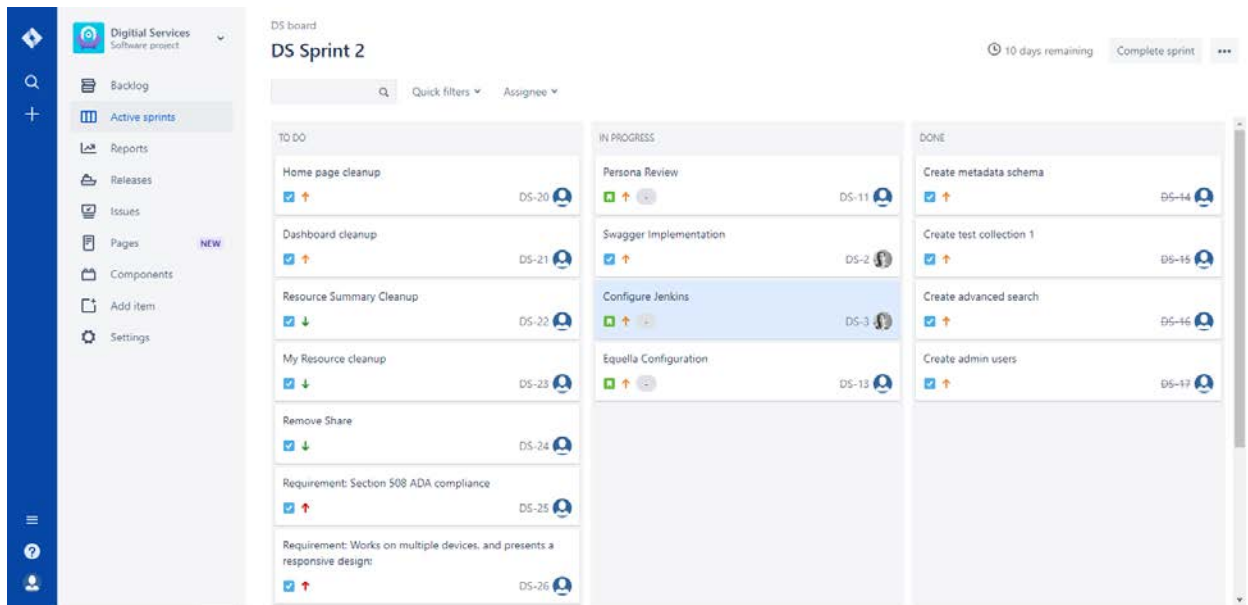 Digitial Services
Software project
Backlog
Active sprints
Reports
Releases
Issues
Pages NEW
Components
Add item
Settings
DS board
DS Sprint 2
10 days remaining Complete sprint •••
Quick filters Assignee
TO DO
Home page cleanup
DS-20
Dashboard cleanup
DS-21
Resource Summary Cleanup
DS-22
My Resource cleanup
DS-23
Remove Share
DS-24
Requirement: Section 508 ADA compliance
DS-25
Requirement: Works on multiple devices, and presents a
responsive design:
DS-26
IN PROGRESS
Persona Review
- DS-11
Swagger Implementation
DS-2
Configure Jenkins
- DS-3
Equella Configuration
- DS-13
DONE
Create metadata schema
DS-14
Create test collection 1
DS-15
Create advanced search
DS-16
Create admin users
DS-17